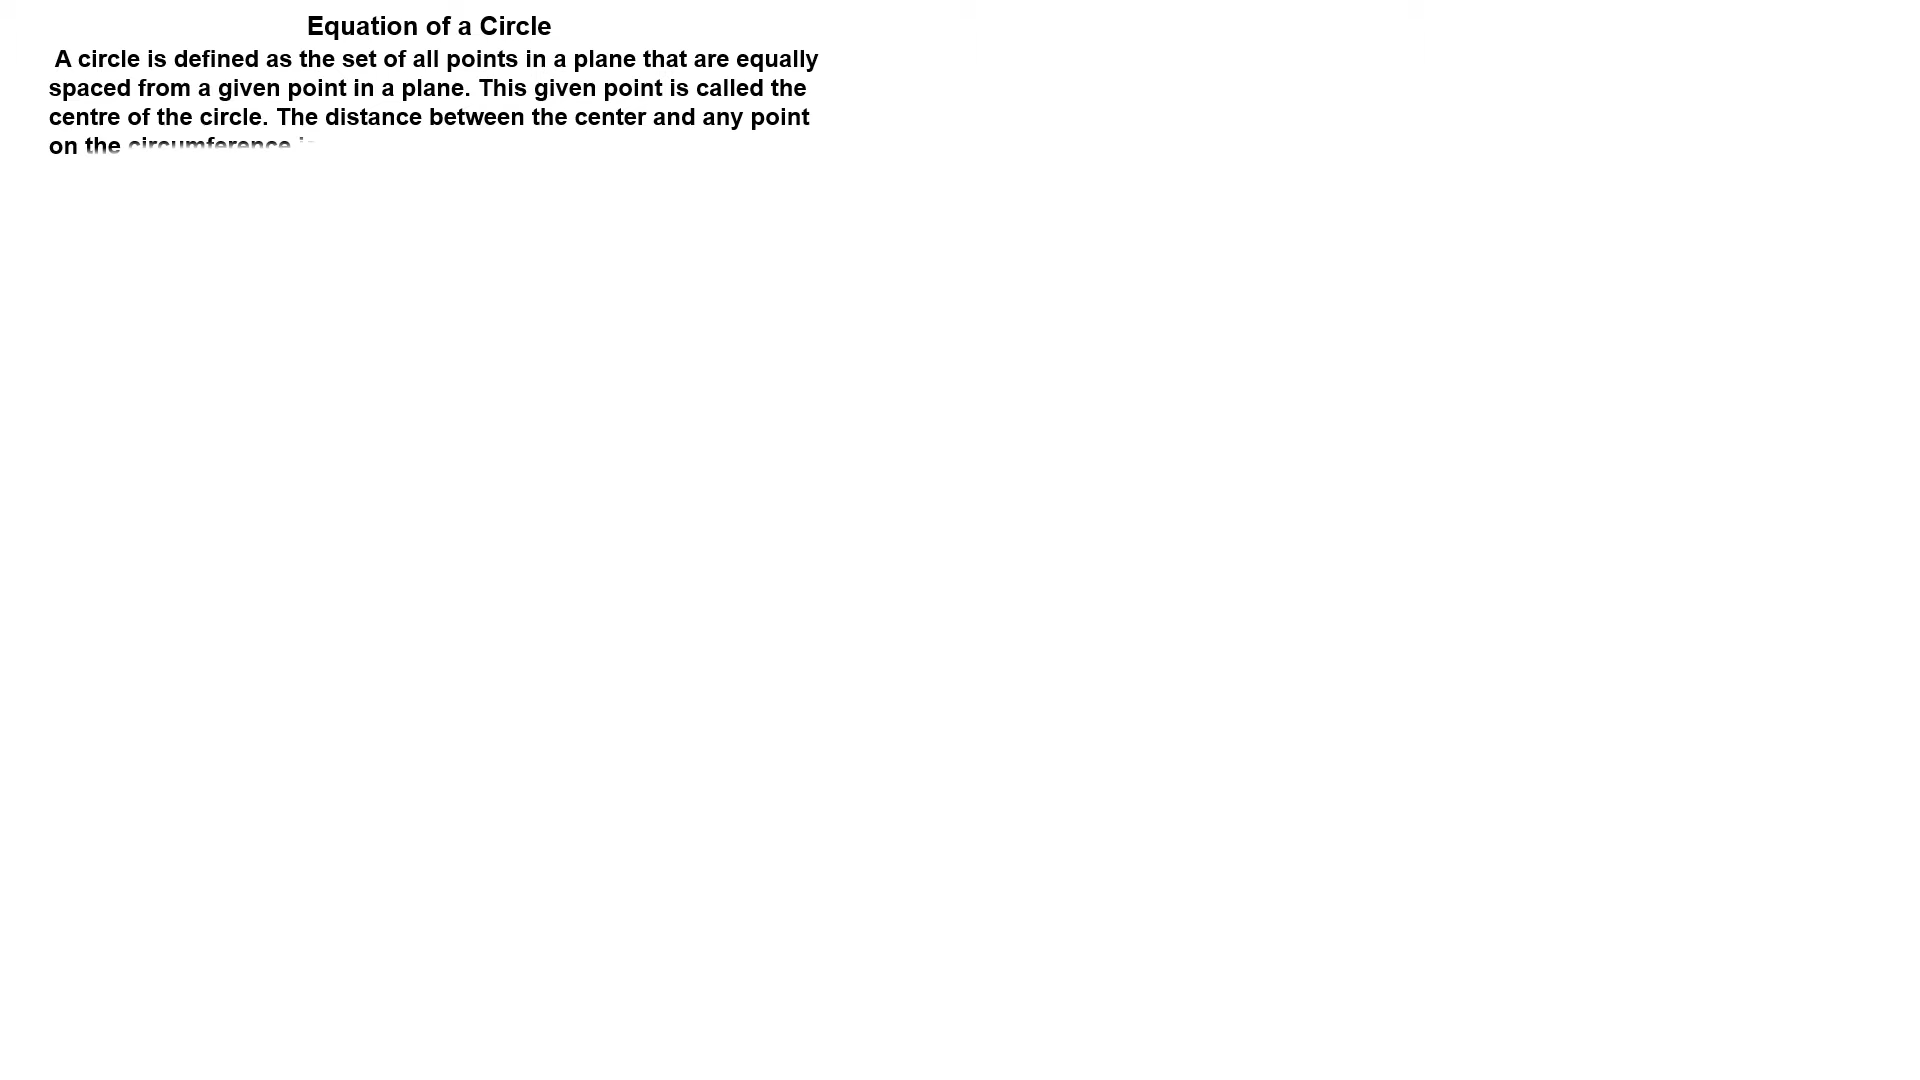 Equation of a Circle
A circle is defined as the set of all points in a plane that are equally
spaced from a given point in a plane. This given point is called the
centre of the circle. The distance between the center and any point
on the circumference